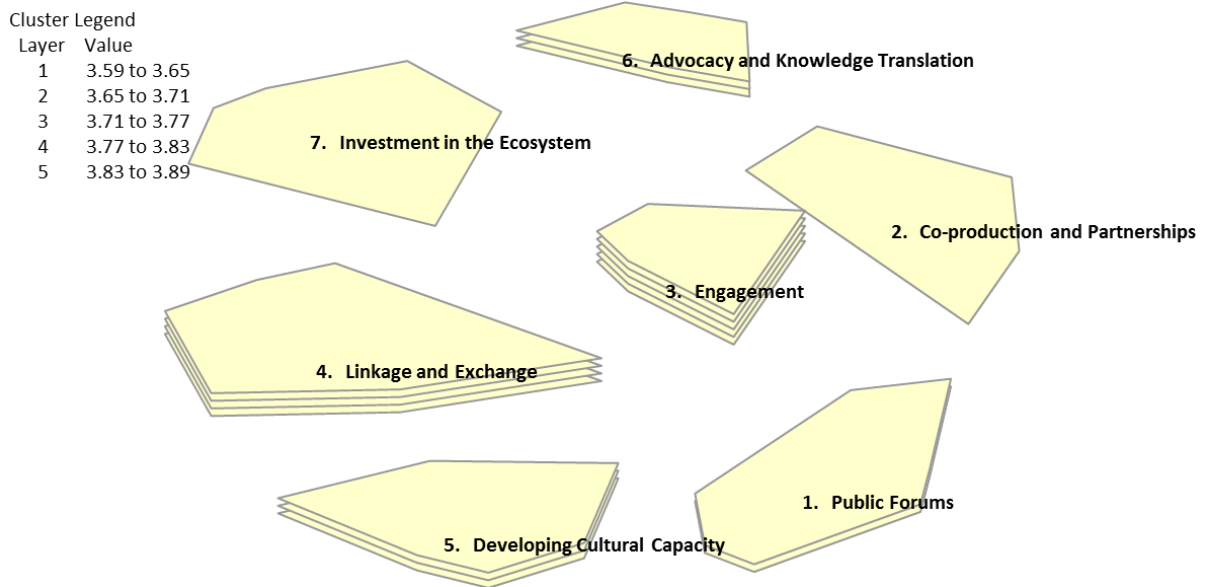 Cluster Legend
Layer Value
1 3.59 to 3.65
2 3.65 to 3.71
3 3.71 to 3.77
4 3.77 to 3.83
5 3.83 to 3.89
6. Advocacy and Knowledge Translation
7. Investment in the Ecosystem
2. Co-production and Partnerships
3. Engagement
4. Linkage and Exchange
1. Public Forums
5. Developing Cultural Capacity